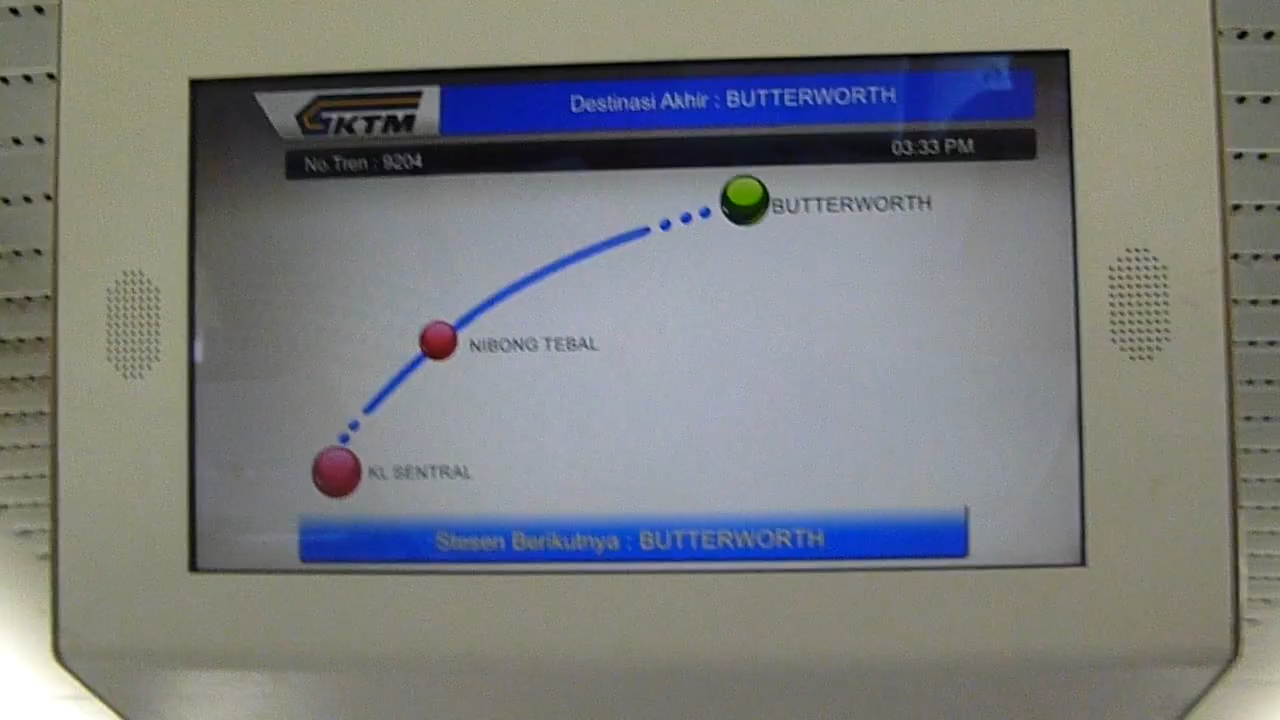 KTM
Destinasi Akhir : BUTTERWORTH
No.Tren : 9204
03:33 PM
BUTTERWORTH
NIBONG TEBAL
KL SENTRAL
Stesen Berikutnya : BUTTERWORTH